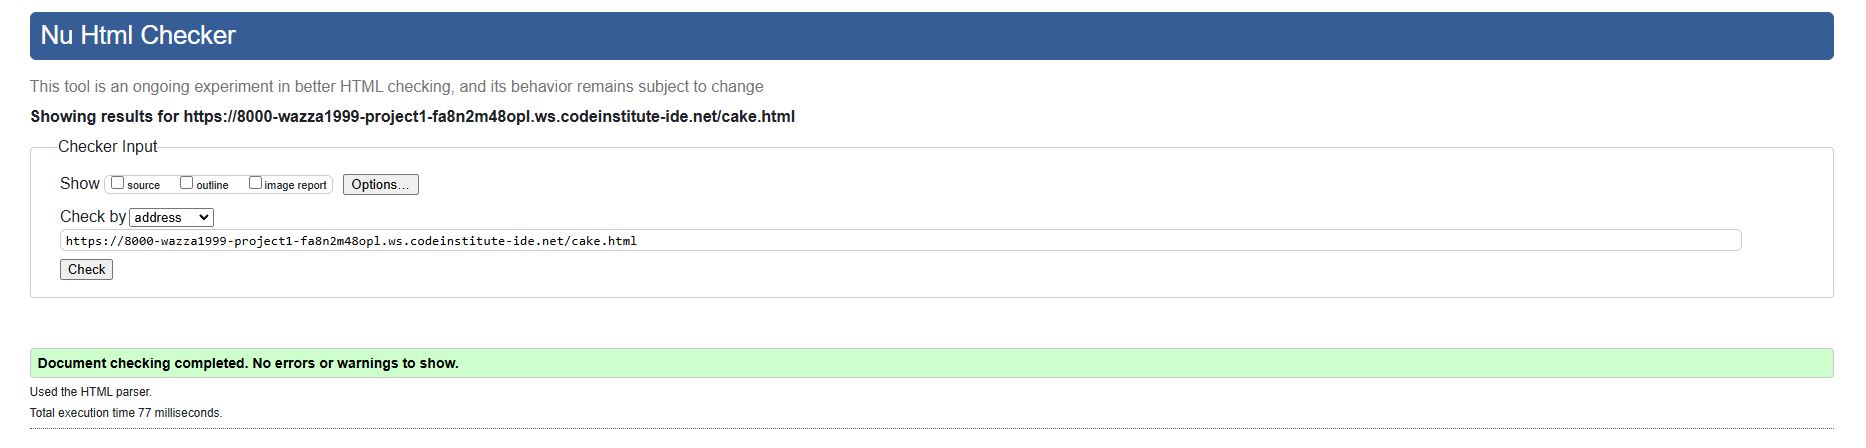 Nu Html Checker
This tool is an ongoing experiment in better HTML checking, and its behavior remains subject to change
Showing results for https://8000-wazza1999-project1-fa8n2m48opl.ws.codeinstitute-ide.net/cake.html
Checker Input
Show source outline image report Options...
Check by address
https://8000-wazza1999-project1-fa8n2m48opl.ws.codeinstitute-ide.net/cake.html
Check
Document checking completed. No errors or warnings to show.
Used the HTML parser.
Total execution time 77 milliseconds.